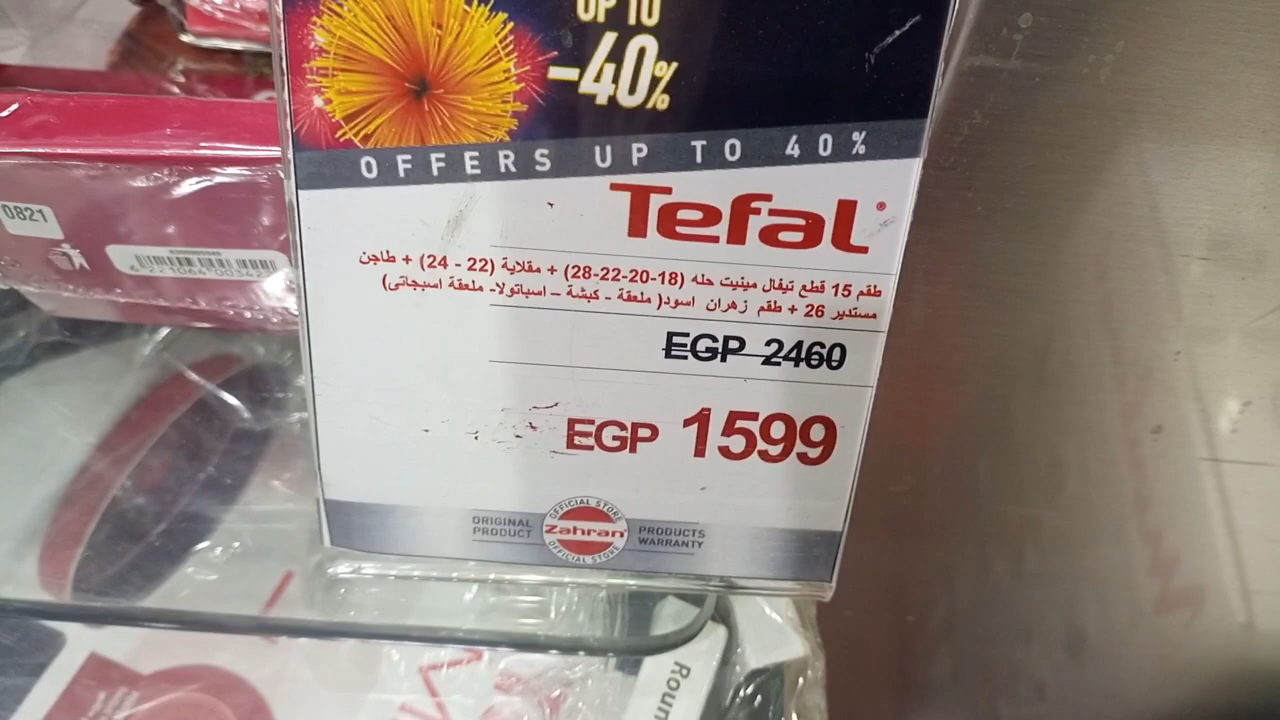 UP TO
-40%
OFFERS UP TO 40%
Tefal®
طقم 15 قطع تيفال مينيت حله (18-20-22-28) + مقلاية (22 - 24) + طاجن
مستدير 26 + طقم زهران اسود( ملعقة - كبشة – اسباتولا- ملعقة اسبجاتى)
EGP 2460
EGP 1599
ORIGINAL PRODUCT
OFFICIAL STORE
Zahran
OFFICIAL STORE
PRODUCTS WARRANTY
0821
Roun